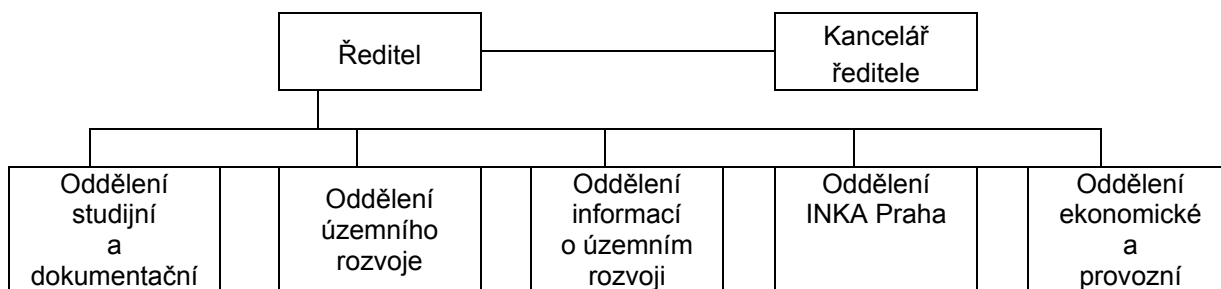 Ředitel
Kancelář
ředitele
Oddělení
studijní
a
dokumentační
Oddělení
územního
rozvoje
Oddělení
informací
o územním
rozvoji
Oddělení
INKA Praha
Oddělení
ekonomické
a
provozní